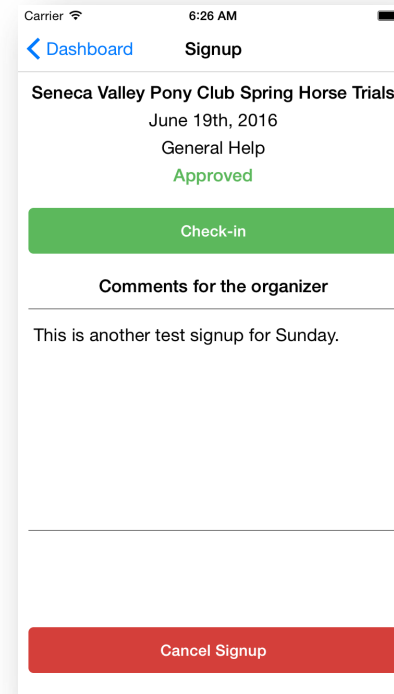 Carrier 6:26 AM
Dashboard Signup
Seneca Valley Pony Club Spring Horse Trials
June 19th, 2016
General Help
Approved
Check-in
Comments for the organizer
This is another test signup for Sunday.
Cancel Signup